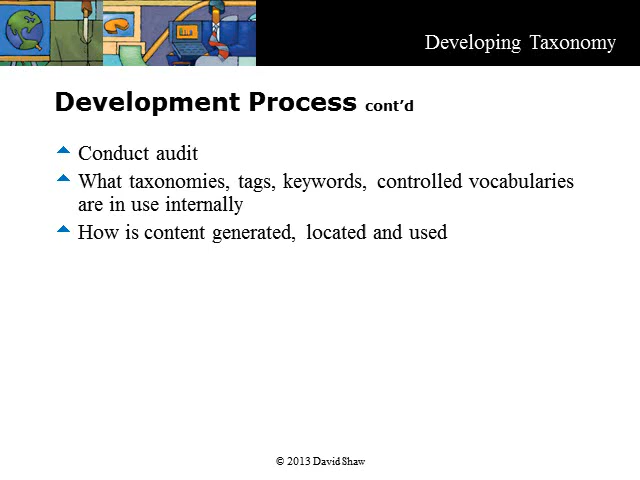 Developing Taxonomy
Development Process cont'd
Conduct audit
What taxonomies, tags, keywords, controlled vocabularies
are in use internally
How is content generated, located and used
© 2013 David Shaw